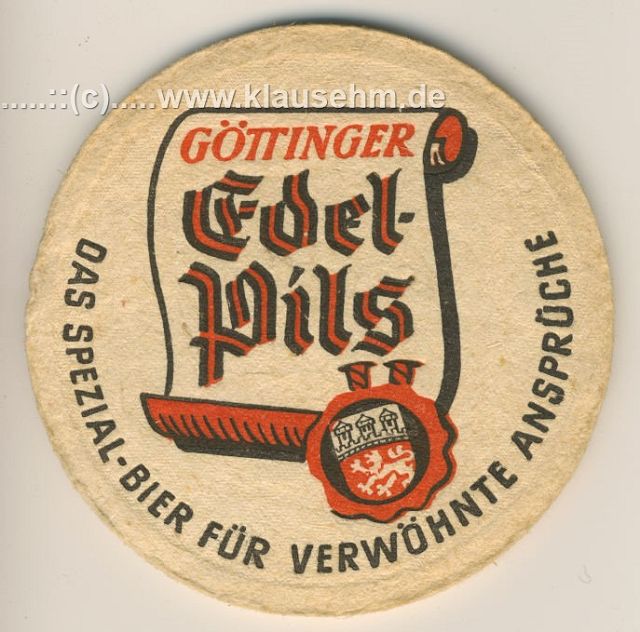 ......::(c).....www.klausehm.de
GÖTTINGER
Edel-
Pils
DAS SPEZIAL-BIER FÜR VERWÖHNTE ANSPRÜCHE